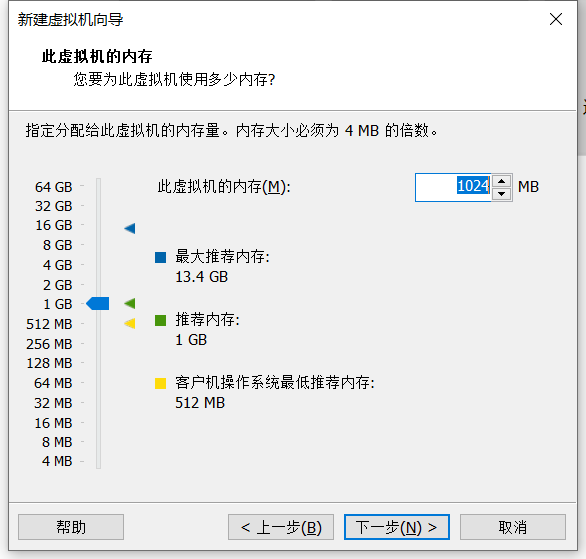 新建虚拟机向导
此虚拟机的内存
您要为此虚拟机使用多少内存?
指定分配给此虚拟机的内存量。内存大小必须为 4 MB 的倍数。
64 GB
32 GB
16 GB
8 GB
4 GB
2 GB
1 GB
512 MB
256 MB
128 MB
64 MB
32 MB
16 MB
8 MB
4 MB
此虚拟机的内存(M):
1024 MB
最大推荐内存:
13.4 GB
推荐内存:
1 GB
客户机操作系统最低推荐内存:
512 MB
帮助
< 上一步(B)
下一步(N) >
取消